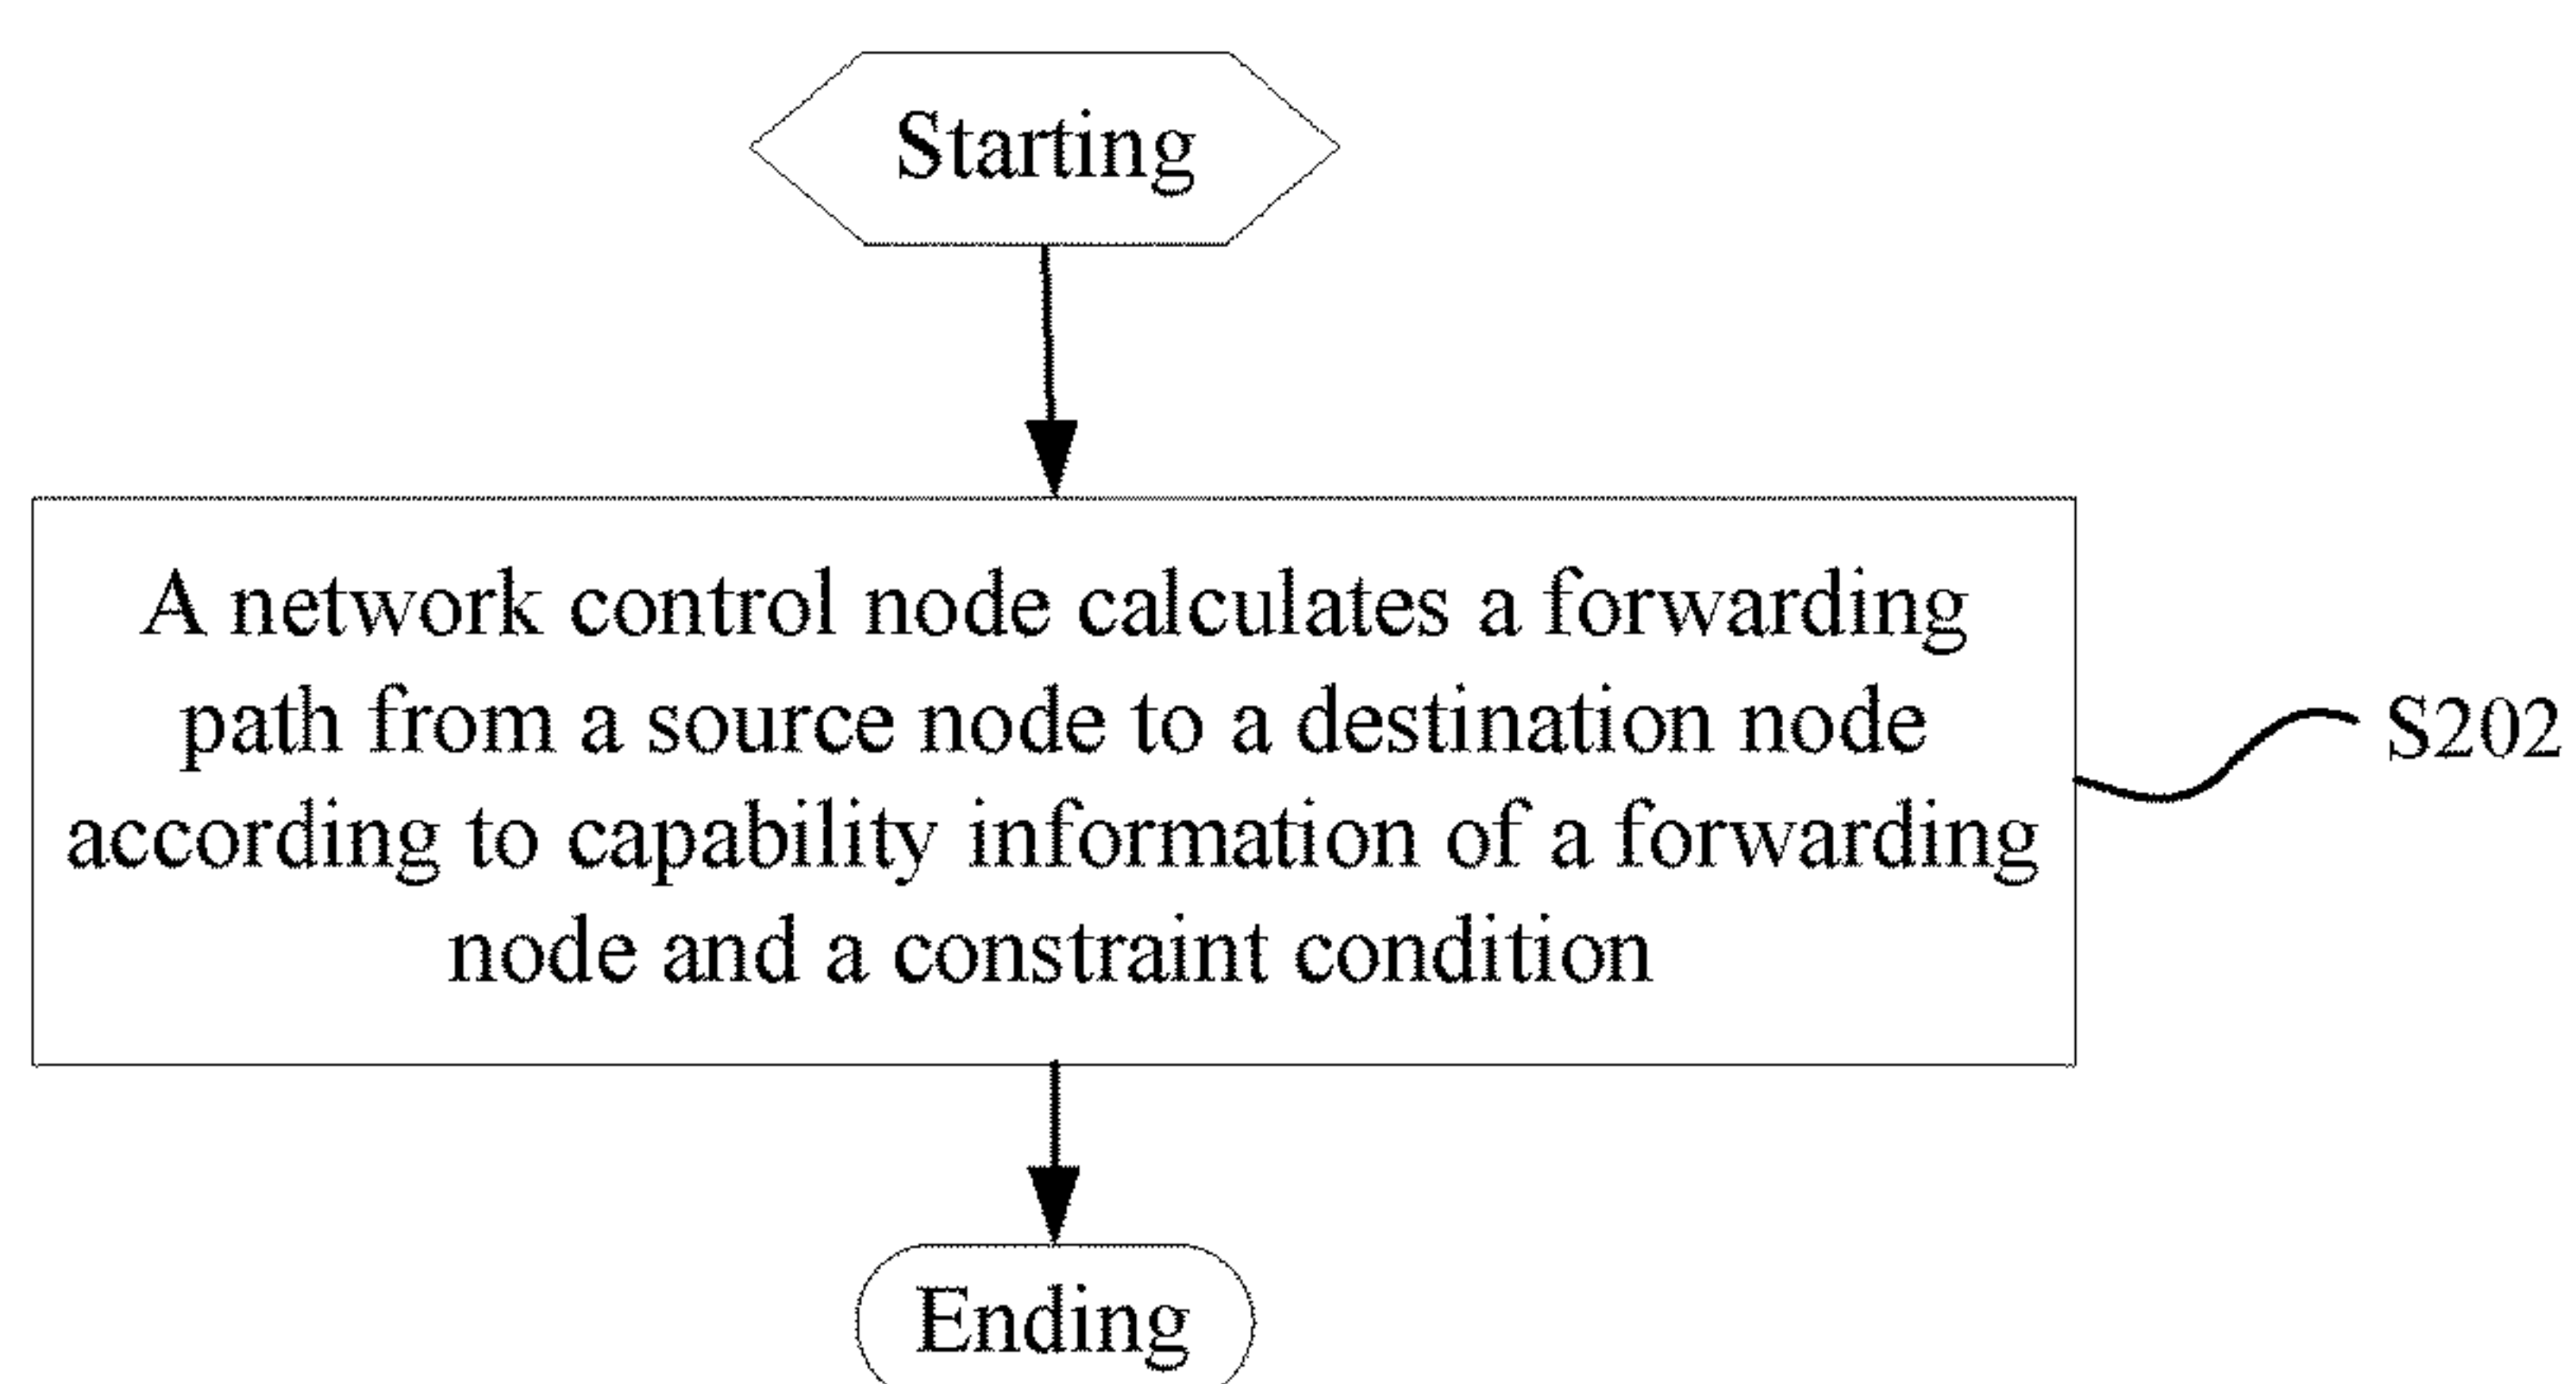 Starting
A network control node calculates a forwarding
path from a source node to a destination node
according to capability information of a forwarding
node and a constraint condition
S202
Ending